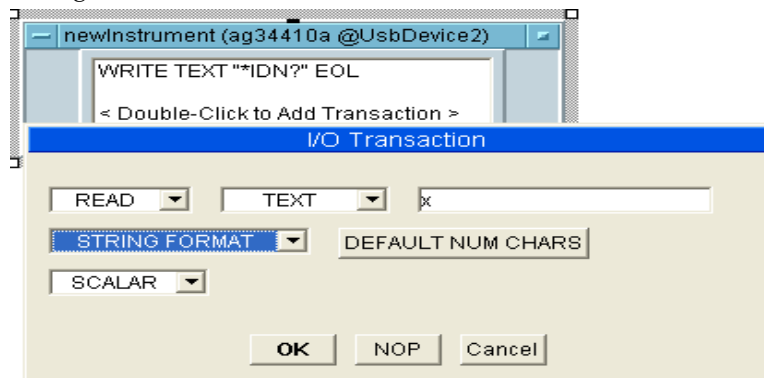 newInstrument (ag34410a @UsbDevice2)
WRITE TEXT "*IDN?" EOL
< Double-Click to Add Transaction >
I/O Transaction
READ TEXT x
STRING FORMAT DEFAULT NUM CHARS
SCALAR
OK NOP Cancel